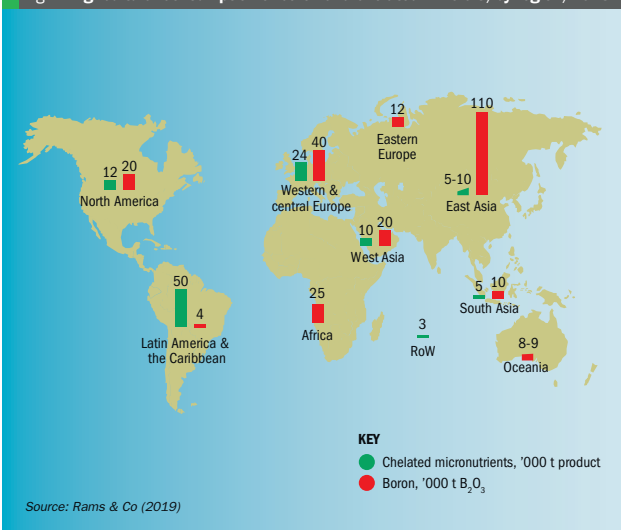 12
110
Eastern
Europe
40
24
Western &
central Europe
12 20
North America
5-10
East Asia
10 20
West Asia
50
4
Latin America &
the Caribbean
25
Africa
5 10
South Asia
3
RoW
8-9
Oceania
KEY
Chelated micronutrients, ’000 t product
Boron, ’000 t B₂O₃
Source: Rams & Co (2019)